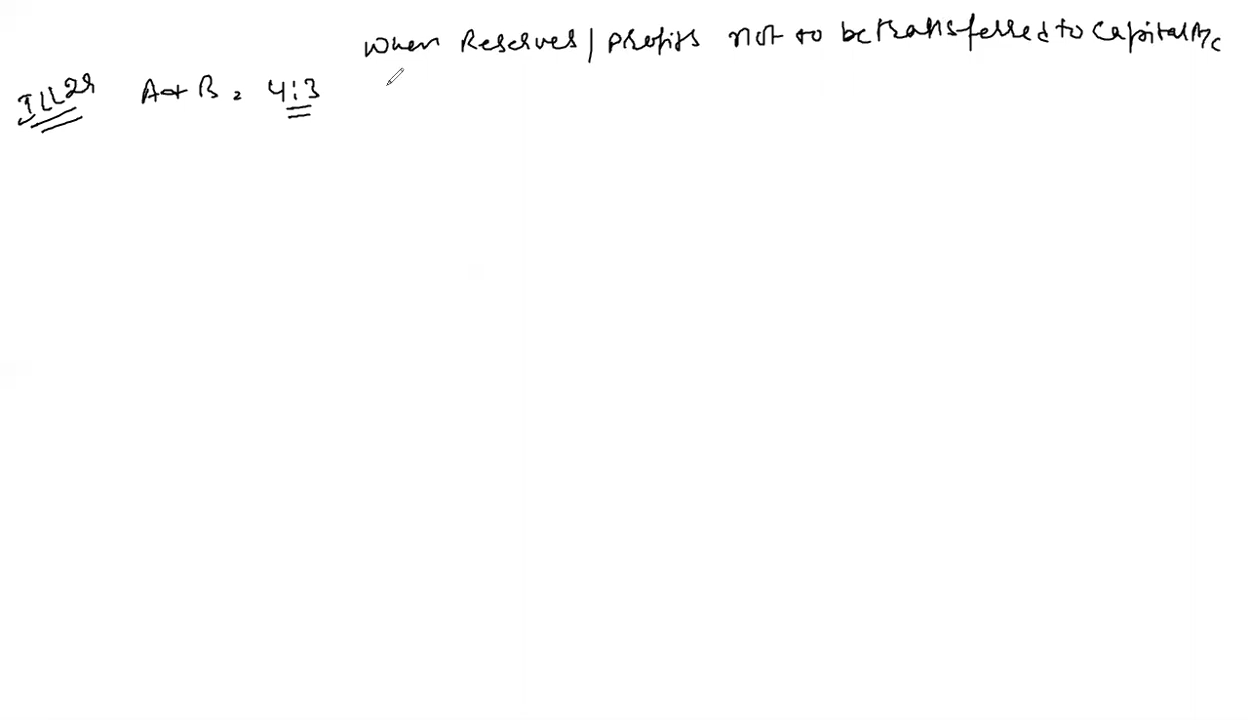 When Reserves/Profits not to be transferred to Capital A/c
ILL 29 A & B = 4:3